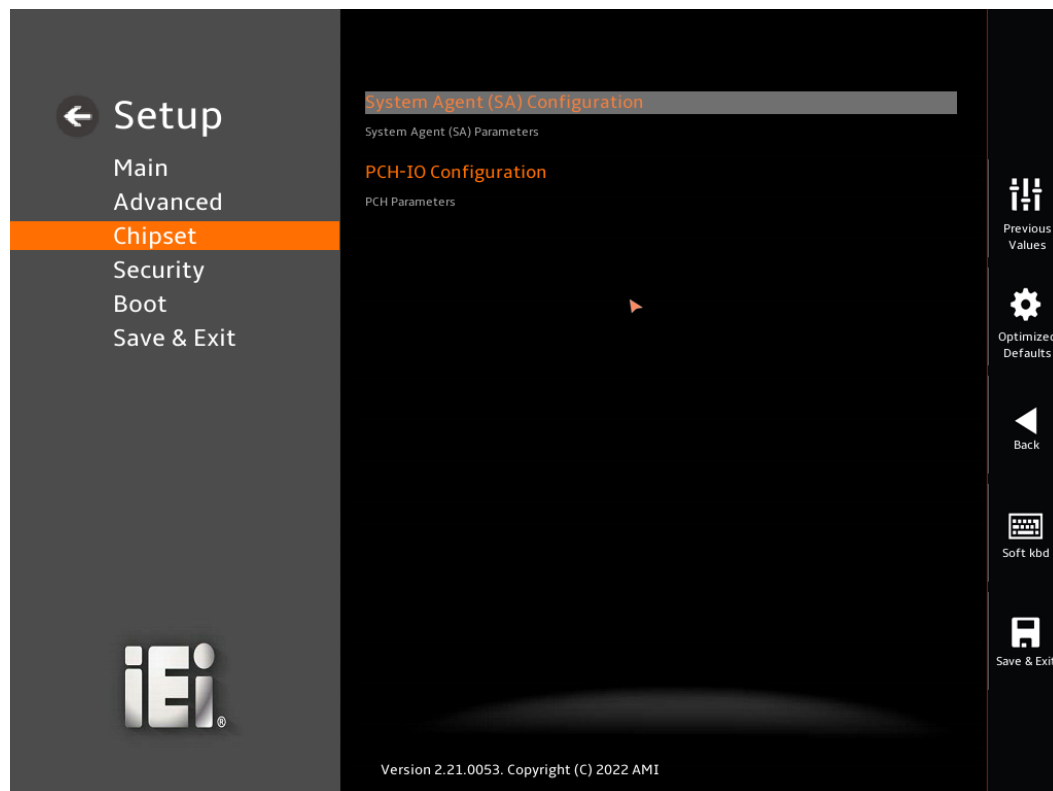 Setup
Main
Advanced
Chipset
Security
Boot
Save & Exit
iEi®
System Agent (SA) Configuration
System Agent (SA) Parameters
PCH-IO Configuration
PCH Parameters
Version 2.21.0053. Copyright (C) 2022 AMI
Previous
Values
Optimized
Defaults
Back
Soft kbd
Save & Exit